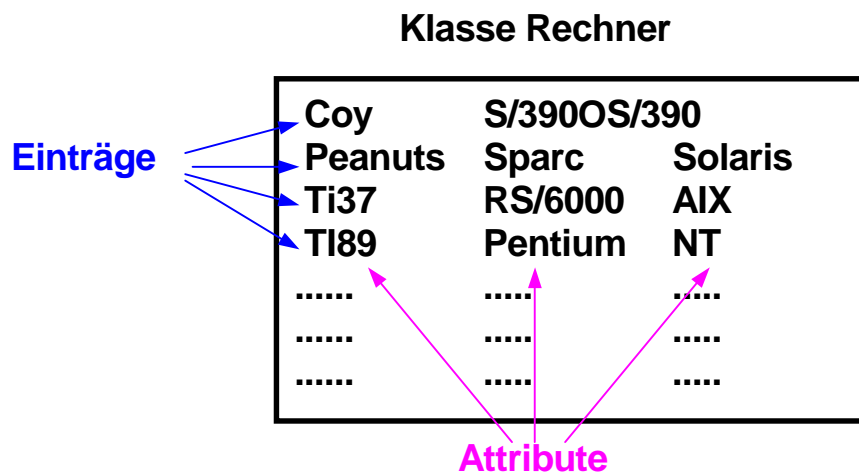 Klasse Rechner
Coy S/390OS/390
Einträge
Peanuts Sparc Solaris
Ti37 RS/6000 AIX
TI89 Pentium NT
...... ..... .....
...... ..... .....
...... ..... .....
Attribute